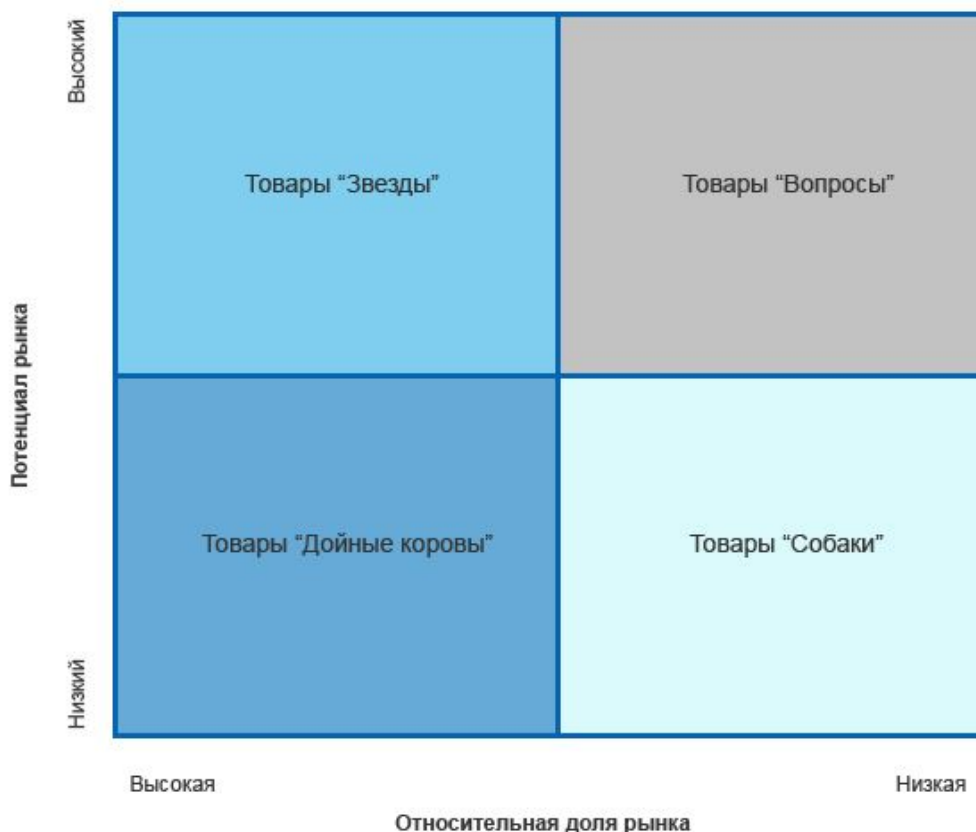 Высокий
Товары “Звезды”
Товары “Вопросы”
Потенциал рынка
Товары “Дойные коровы”
Товары “Собаки”
Низкий
Высокая
Низкая
Относительная доля рынка